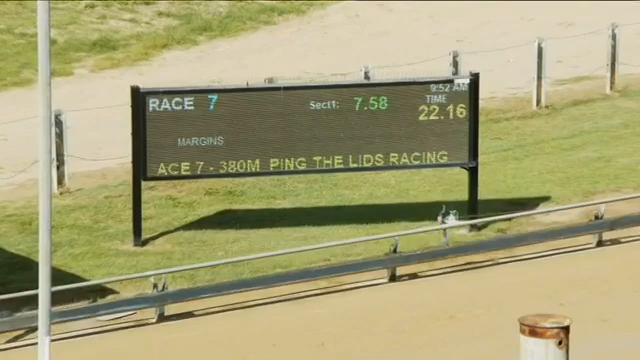 9:52 AM
RACE 7 Sect1: 7.58 TIME
22.16
MARGINS
ACE 7 - 380M PING THE LIDS RACING